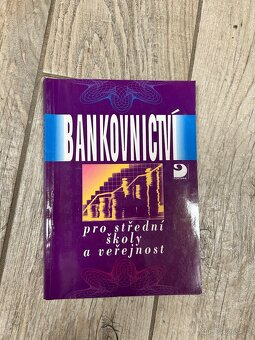 BANKOVNICTVÍ
pro střední
školy
a veřejnost